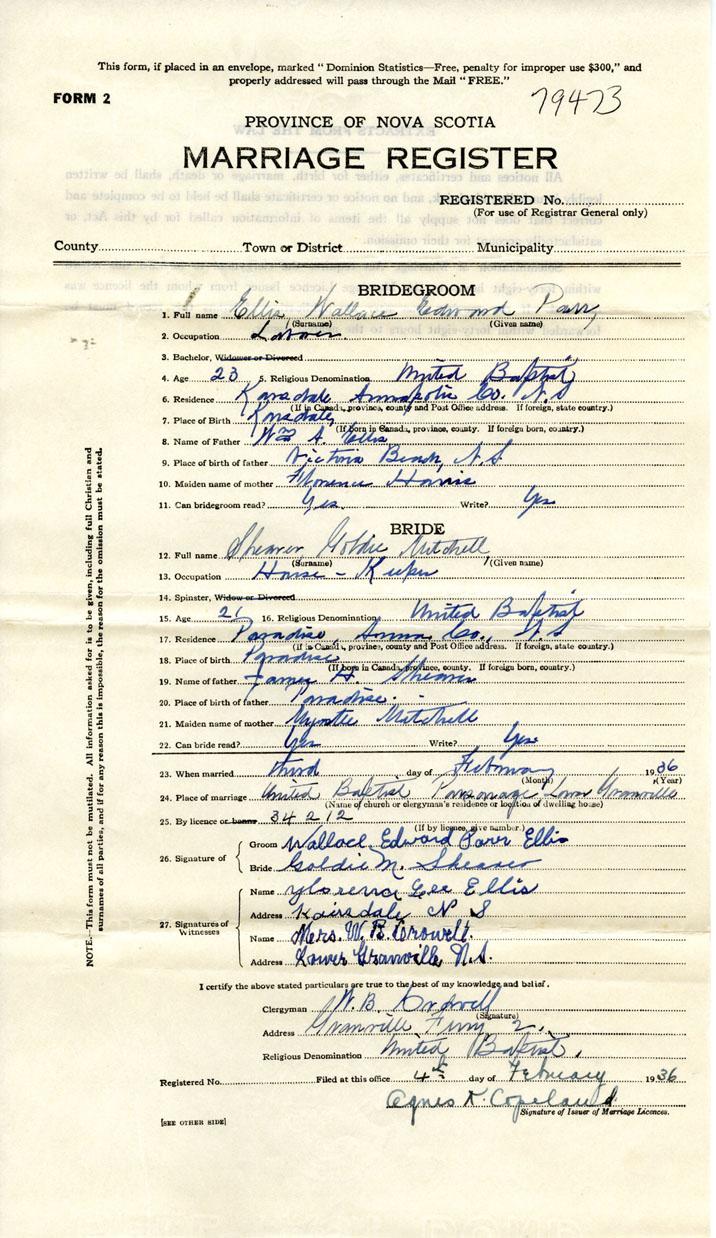 This form, if placed in an envelope, marked " Dominion Statistics—Free, penalty for improper use $300," and
properly addressed will pass through the Mail " FREE."
FORM 2
79473
PROVINCE OF NOVA SCOTIA
MARRIAGE REGISTER
REGISTERED No.
(For use of Registrar General only)
County Town or District Municipality
BRIDEGROOM
1. Full name Ellis Wallace Edward Parr
(Surname) (Given name)
2. Occupation Labour
3. Bachelor, Widower or Divorced
4. Age 23 5. Religious Denomination United Baptist
6. Residence Karsdale Annapolis Co. N.S
(If in Canada, province, county and Post Office address. If foreign, state country.)
7. Place of Birth Karsdale
(If born in Canada, province, county. If foreign born, country.)
8. Name of Father Wm A. Ellis
9. Place of birth of father Victoria Beach, N.S
10. Maiden name of mother Florence Harris
11. Can bridegroom read? Yes. Write? Yes
BRIDE
12. Full name Shearer Goldie Mitchell
(Surname) (Given name)
13. Occupation House-Keeper
14. Spinster, Widow or Divorced
15. Age 21 16. Religious Denomination United Baptist
17. Residence Paradise, Anna Co., N.S
(If in Canada, province, county and Post Office address. If foreign, state country.)
18. Place of birth Paradise
(If born in Canada, province, county. If foreign born, country.)
19. Name of father James H. Shearer
20. Place of birth of father Paradise.
21. Maiden name of mother Myrtle Mitchell
22. Can bride read? Yes Write? Yes
23. When married third day of February 1936
(Month) (Year)
24. Place of marriage United Baptist Parsonage Lower Granville
(Name of church or clergyman's residence or location of dwelling house)
25. By licence or banns 34212
(If by licence, give number.)
26. Signature of
Groom Wallace Edward Parr Ellis
Bride Goldie M. Shearer
27. Signatures of Witnesses
Name Florence Lee Ellis
Address Karsdale N S
Name Mrs. W. B. Crowell.
Address Lower Granville N.S.
I certify the above stated particulars are true to the best of my knowledge and belief.
Clergyman W. B. Crowell
(Signature)
Address Granville Ferry 2.
Religious Denomination United Baptist.
Registered No. Filed at this office 4th day of February 1936
Agnes K. Copeland
Signature of Issuer of Marriage Licences.
[SEE OTHER SIDE]
NOTE.—This form must not be mutilated. All information asked for is to be given, including full Christian and
surnames of all parties, and if for any reason this is impossible, the reason for the omission must be stated.